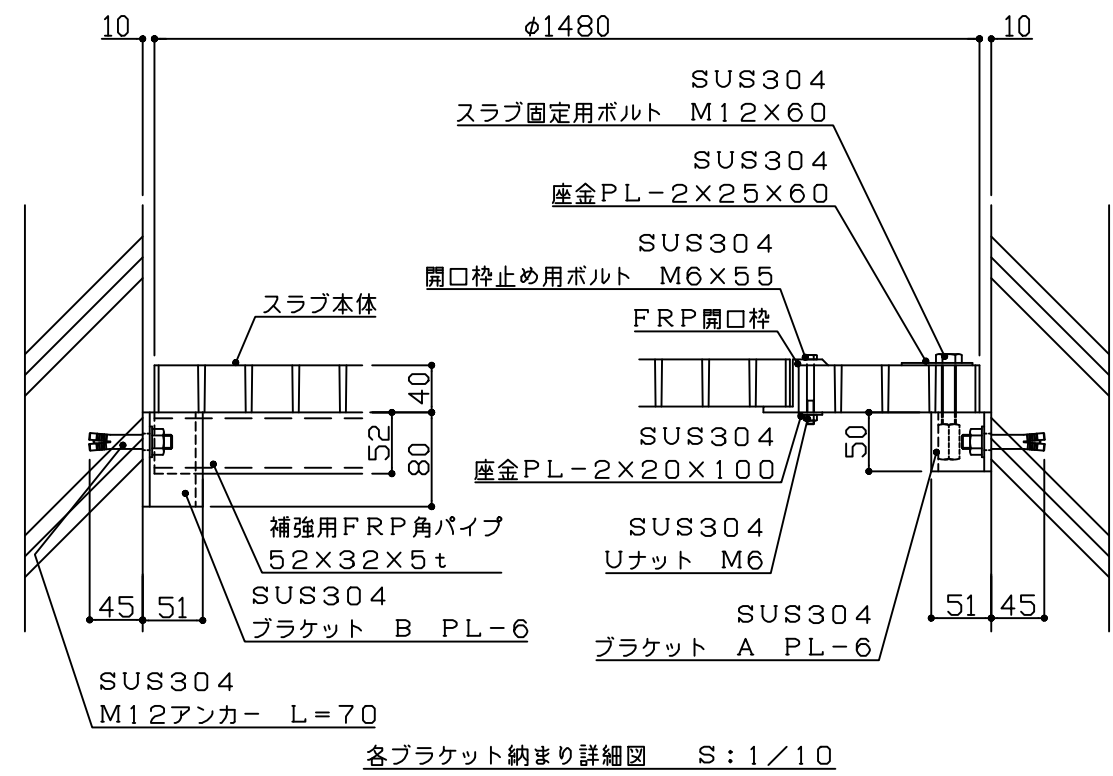 10
φ1480
10
SUS304
スラブ固定用ボルト M12×60
SUS304
座金PL-2×25×60
SUS304
開口枠止め用ボルト M6×55
スラブ本体
FRP開口枠
40
52
80
50
SUS304
座金PL-2×20×100
補強用FRP角パイプ
52×32×5t
SUS304
Uナット M6
45
51
SUS304
ブラケット B PL-6
51
45
SUS304
ブラケット A PL-6
SUS304
M12アンカー L=70
各ブラケット納まり詳細図 S:1/10